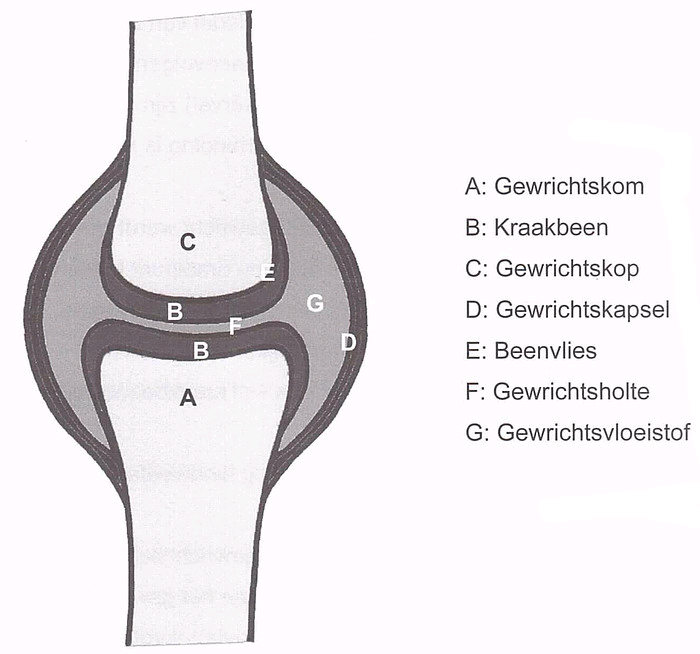 C
E
B
G
F
D
B
A
A: Gewrichtskom
B: Kraakbeen
C: Gewrichtskop
D: Gewrichtskapsel
E: Beenvlies
F: Gewrichtsholte
G: Gewrichtsvloeistof